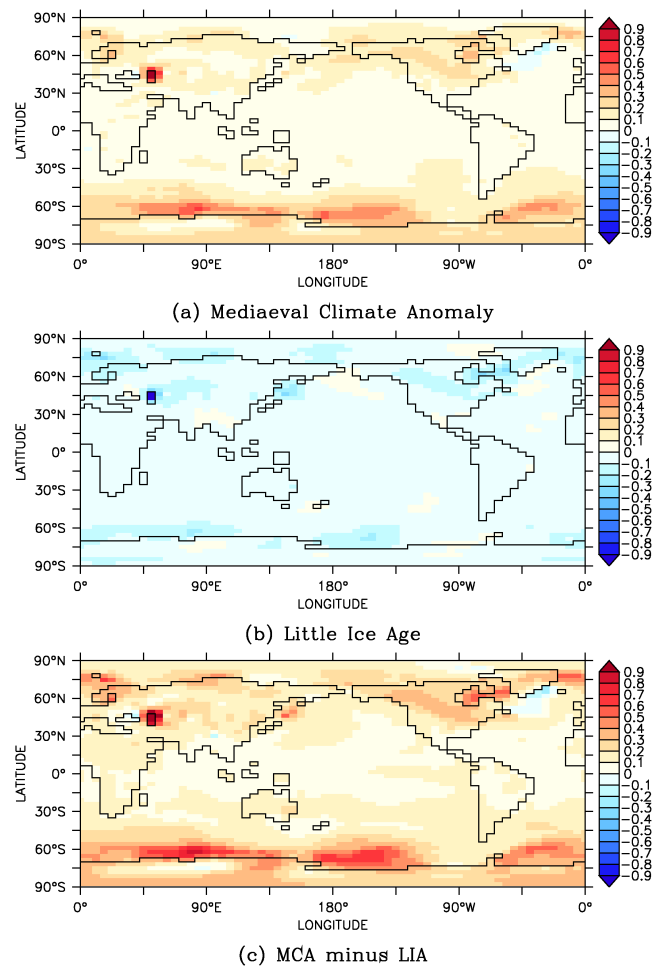 90°N
60°N
30°N
0°
30°S
60°S
90°S
LATITUDE
0°
90°E
180°
90°W
0°
LONGITUDE
0.9
0.8
0.7
0.6
0.5
0.4
0.3
0.2
0.1
0
−0.1
−0.2
−0.3
−0.4
−0.5
−0.6
−0.7
−0.8
−0.9
(a) Mediaeval Climate Anomaly
90°N
60°N
30°N
0°
30°S
60°S
90°S
LATITUDE
0°
90°E
180°
90°W
0°
LONGITUDE
0.9
0.8
0.7
0.6
0.5
0.4
0.3
0.2
0.1
0
−0.1
−0.2
−0.3
−0.4
−0.5
−0.6
−0.7
−0.8
−0.9
(b) Little Ice Age
90°N
60°N
30°N
0°
30°S
60°S
90°S
LATITUDE
0°
90°E
180°
90°W
0°
LONGITUDE
0.9
0.8
0.7
0.6
0.5
0.4
0.3
0.2
0.1
0
−0.1
−0.2
−0.3
−0.4
−0.5
−0.6
−0.7
−0.8
−0.9
(c) MCA minus LIA